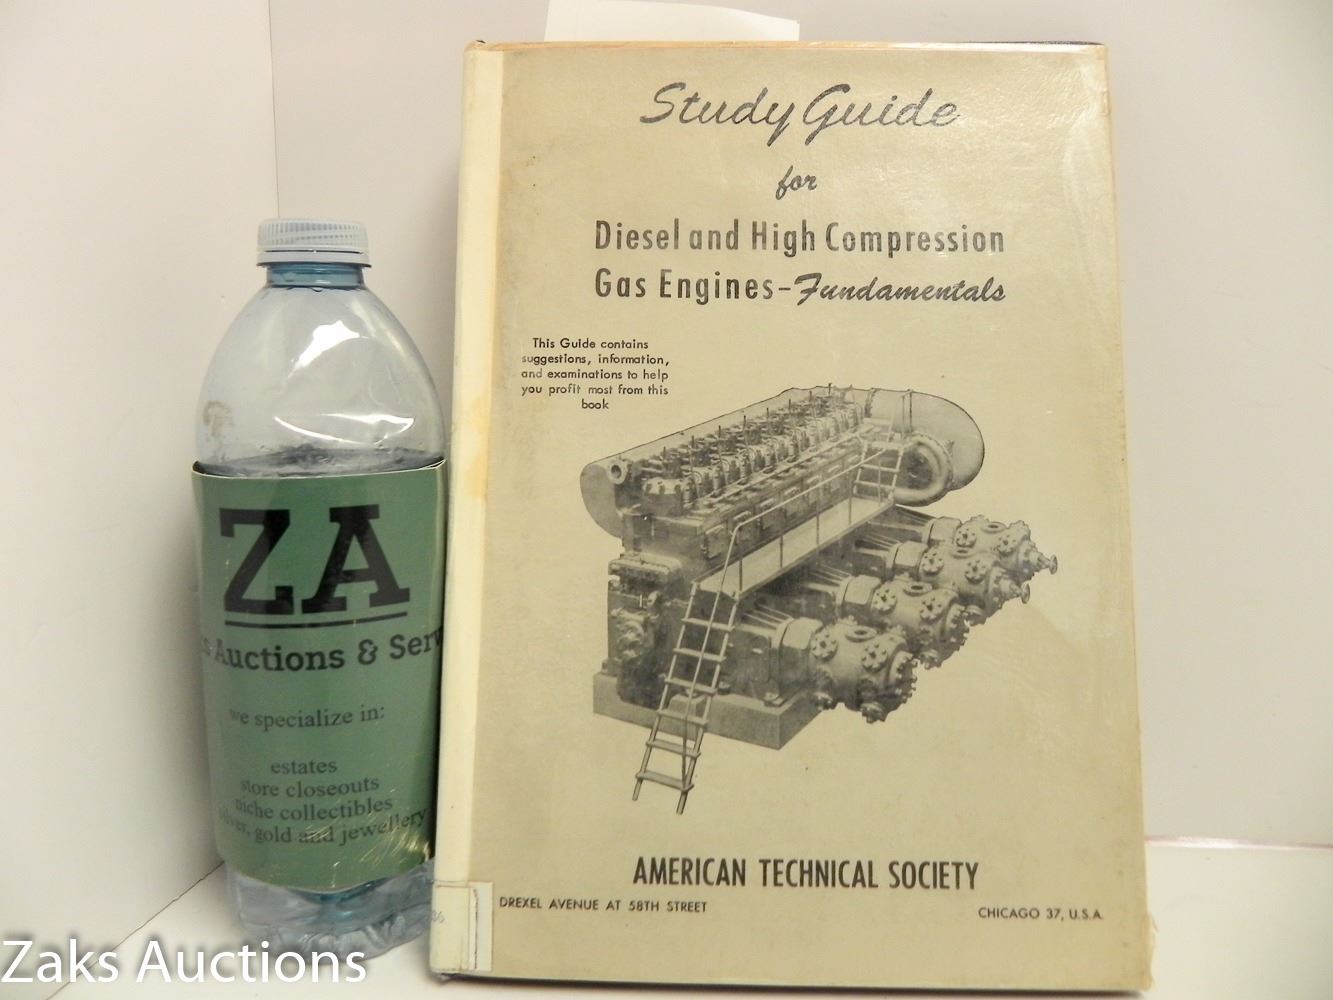 Study Guide
for
Diesel and High Compression
Gas Engines-Fundamentals
This Guide contains
suggestions, information,
and examinations to help
you profit most from this
book
AMERICAN TECHNICAL SOCIETY
DREXEL AVENUE AT 58TH STREET
CHICAGO 37, U.S.A.
36
ZA
s Auctions & Serv
we specialize in:
estates
store closeouts
niche collectibles
silver, gold and jewellery
Zaks Auctions